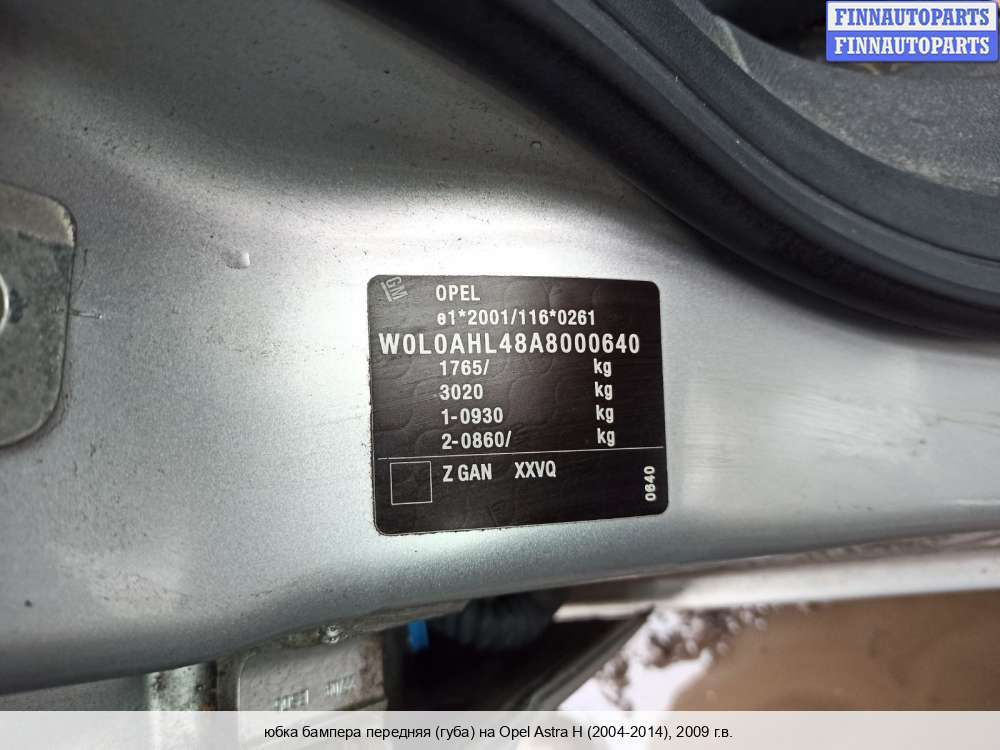 FINNAUTOPARTS
FINNAUTOPARTS
GM
OPEL
e1*2001/116*0261
W0L0AHL48A8000640
1765/ kg
3020 kg
1-0930 kg
2-0860/ kg
Z GAN XXVQ
0640
юбка бампера передняя (губа) на Opel Astra H (2004-2014), 2009 г.в.